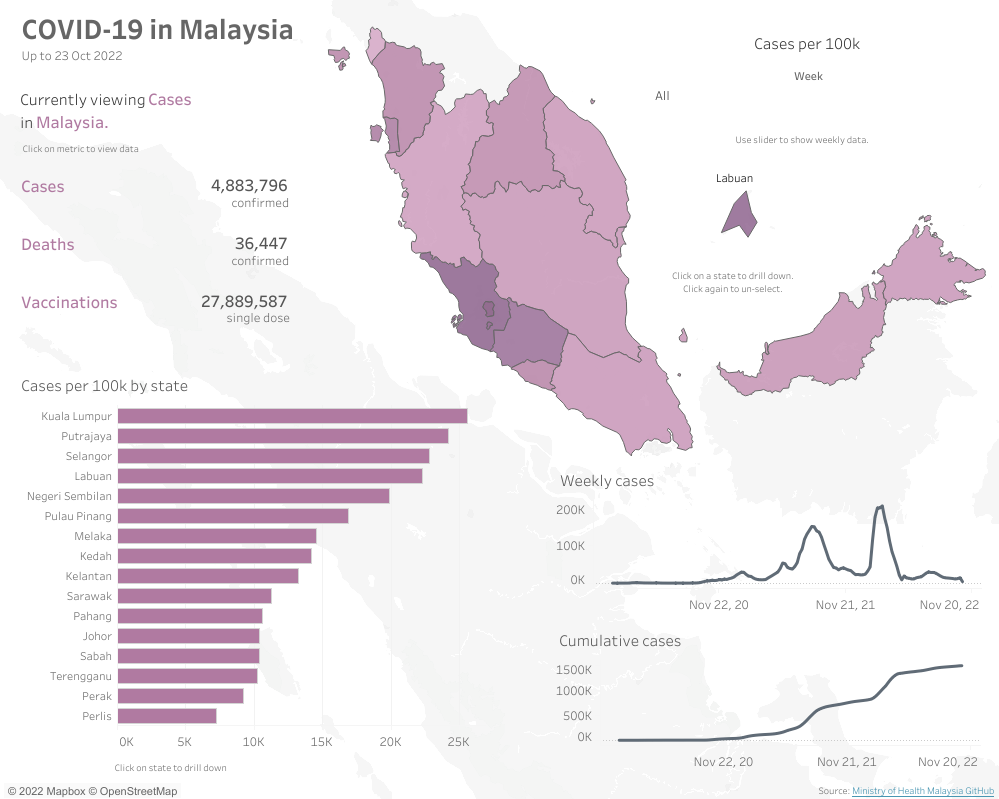 COVID-19 in Malaysia
Up to 23 Oct 2022
Currently viewing Cases
in Malaysia.
Click on metric to view data
Cases
4,883,796
confirmed
Deaths
36,447
confirmed
Vaccinations
27,889,587
single dose
Cases per 100k
Week
All
Use slider to show weekly data.
Labuan
Click on a state to drill down.
Click again to un-select.
Cases per 100k by state
Kuala Lumpur
Putrajaya
Selangor
Labuan
Negeri Sembilan
Pulau Pinang
Melaka
Kedah
Kelantan
Sarawak
Pahang
Johor
Sabah
Terengganu
Perak
Perlis
0K 5K 10K 15K 20K 25K
Click on state to drill down
Weekly cases
200K
100K
0K
Nov 22, 20 Nov 21, 21 Nov 20, 22
Cumulative cases
1500K
1000K
500K
0K
Nov 22, 20 Nov 21, 21 Nov 20, 22
© 2022 Mapbox © OpenStreetMap
Source: Ministry of Health Malaysia GitHub